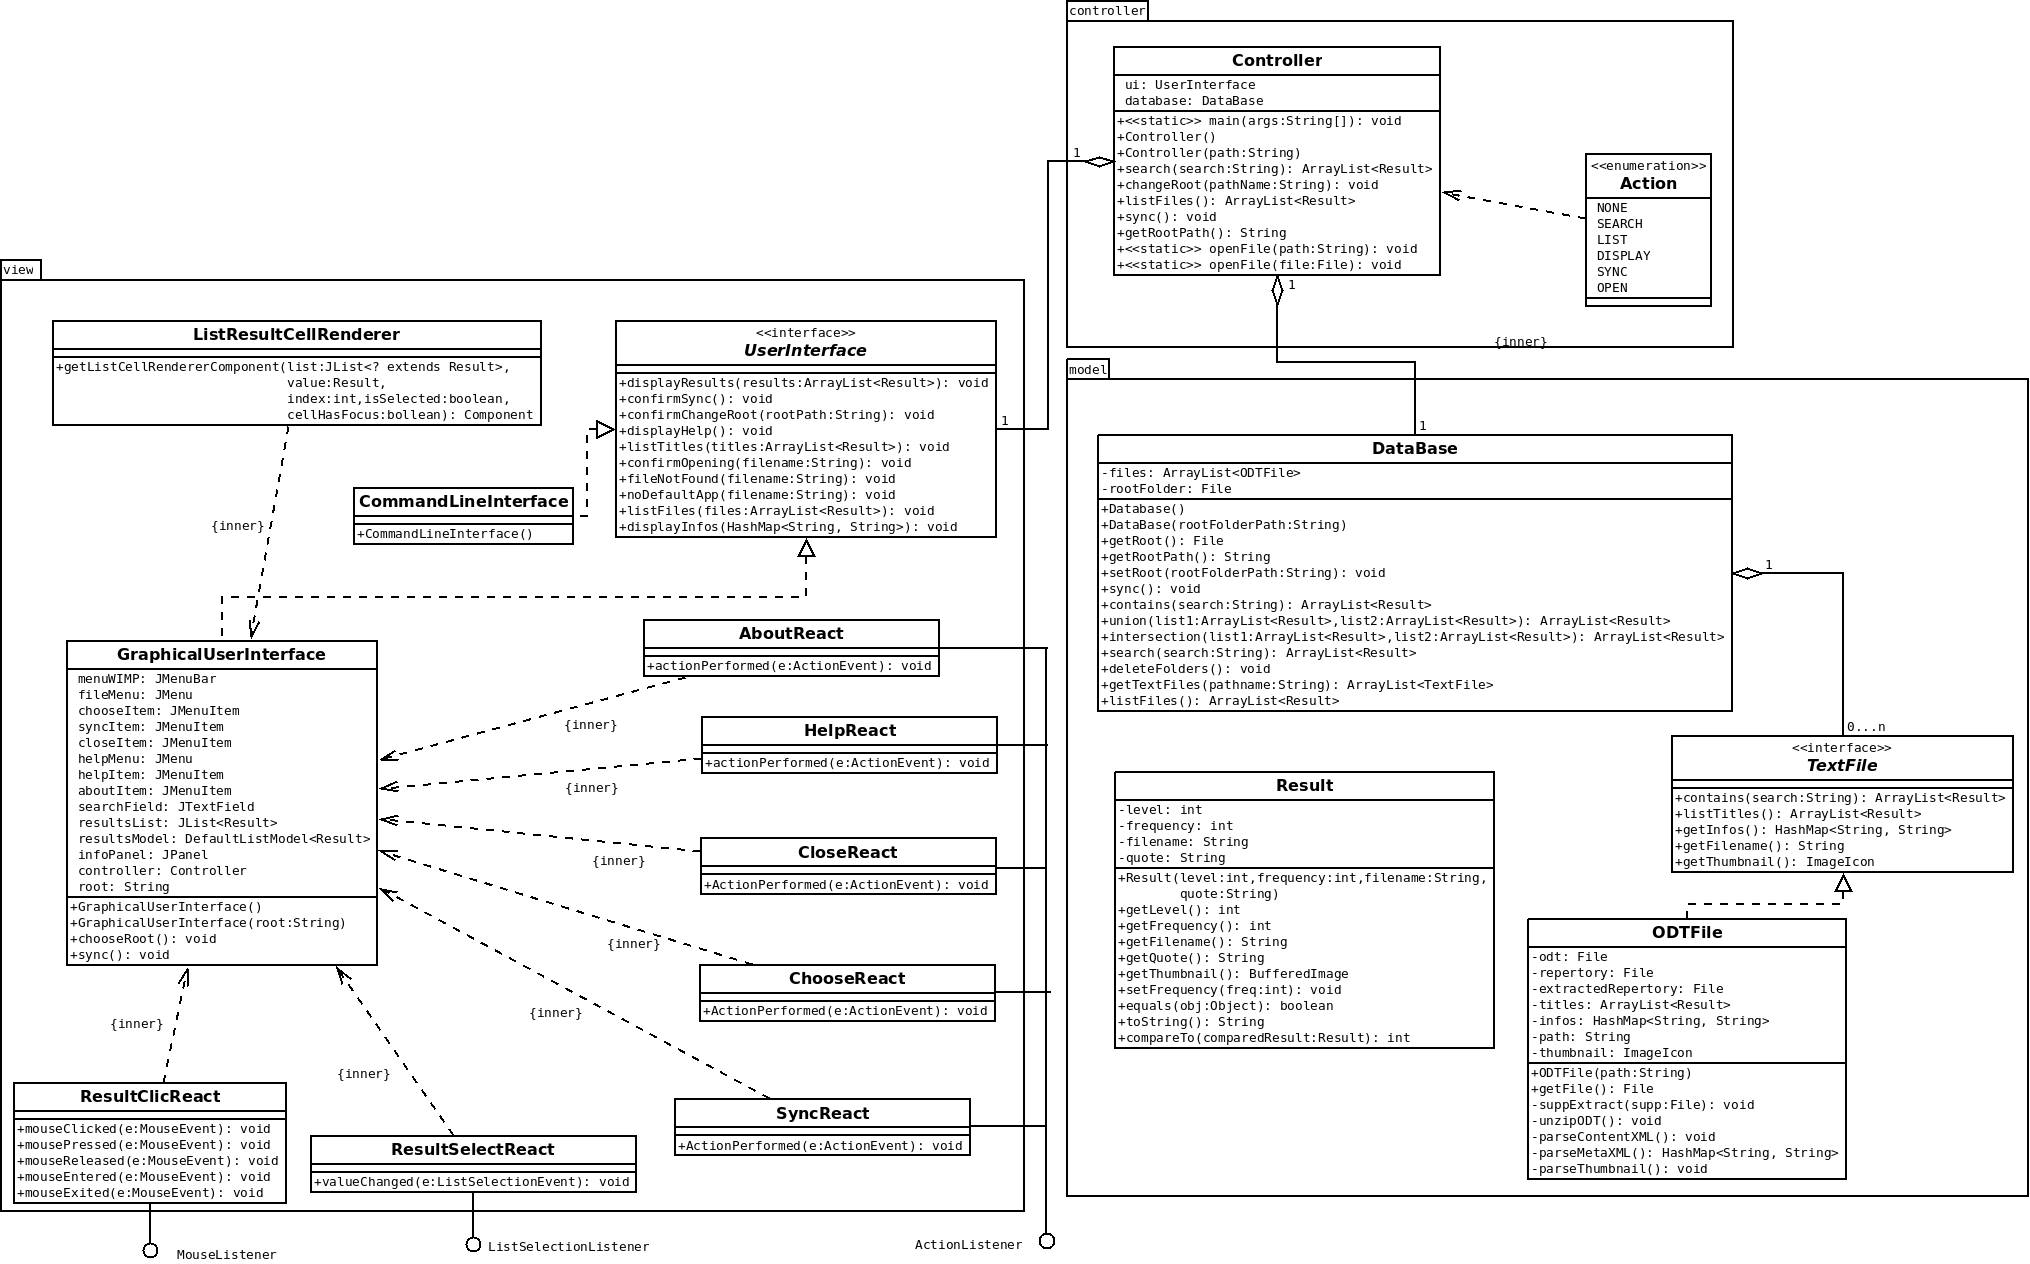 controller
Controller
ui: UserInterface
database: DataBase
+<<static>> main(args:String[]): void
+Controller()
+Controller(path:String)
+search(search:String): ArrayList<Result>
+changeRoot(pathName:String): void
+listFiles(): ArrayList<Result>
+sync(): void
+getRootPath(): String
+<<static>> openFile(path:String): void
+<<static>> openFile(file:File): void
1
1
<<enumeration>>
Action
NONE
SEARCH
LIST
DISPLAY
SYNC
OPEN
{inner}
view
ListResultCellRenderer
+getListCellRendererComponent(list:JList<? extends Result>,
value:Result,
index:int,isSelected:boolean,
cellHasFocus:bollean): Component
{inner}
<<interface>>
UserInterface
+displayResults(results:ArrayList<Result>): void
+confirmSync(): void
+confirmChangeRoot(rootPath:String): void
+displayHelp(): void
+listTitles(titles:ArrayList<Result>): void
+confirmOpening(filename:String): void
+fileNotFound(filename:String): void
+noDefaultApp(filename:String): void
+listFiles(files:ArrayList<Result>): void
+displayInfos(HashMap<String, String>): void
1
CommandLineInterface
+CommandLineInterface()
GraphicalUserInterface
menuWIMP: JMenuBar
fileMenu: JMenu
chooseItem: JMenuItem
syncItem: JMenuItem
closeItem: JMenuItem
helpMenu: JMenu
helpItem: JMenuItem
aboutItem: JMenuItem
searchField: JTextField
resultsList: JList<Result>
resultsModel: DefaultListModel<Result>
infoPanel: JPanel
controller: Controller
root: String
+GraphicalUserInterface()
+GraphicalUserInterface(root:String)
+chooseRoot(): void
+sync(): void
AboutReact
+actionPerformed(e:ActionEvent): void
{inner}
HelpReact
+actionPerformed(e:ActionEvent): void
{inner}
CloseReact
+ActionPerformed(e:ActionEvent): void
{inner}
ChooseReact
+ActionPerformed(e:ActionEvent): void
{inner}
SyncReact
+ActionPerformed(e:ActionEvent): void
{inner}
{inner}
ResultClicReact
+mouseClicked(e:MouseEvent): void
+mousePressed(e:MouseEvent): void
+mouseReleased(e:MouseEvent): void
+mouseEntered(e:MouseEvent): void
+mouseExited(e:MouseEvent): void
{inner}
ResultSelectReact
+valueChanged(e:ListSelectionEvent): void
MouseListener
ListSelectionListener
ActionListener
model
1
DataBase
-files: ArrayList<ODTFile>
-rootFolder: File
+Database()
+DataBase(rootFolderPath:String)
+getRoot(): File
+getRootPath(): String
+setRoot(rootFolderPath:String): void
+sync(): void
+contains(search:String): ArrayList<Result>
+union(list1:ArrayList<Result>,list2:ArrayList<Result>): ArrayList<Result>
+intersection(list1:ArrayList<Result>,list2:ArrayList<Result>): ArrayList<Result>
+search(search:String): ArrayList<Result>
+deleteFolders(): void
+getTextFiles(pathname:String): ArrayList<TextFile>
+listFiles(): ArrayList<Result>
1
0...n
<<interface>>
TextFile
+contains(search:String): ArrayList<Result>
+listTitles(): ArrayList<Result>
+getInfos(): HashMap<String, String>
+getFilename(): String
+getThumbnail(): ImageIcon
Result
-level: int
-frequency: int
-filename: String
-quote: String
+Result(level:int,frequency:int,filename:String,
quote:String)
+getLevel(): int
+getFrequency(): int
+getFilename(): String
+getQuote(): String
+getThumbnail(): BufferedImage
+setFrequency(freq:int): void
+equals(obj:Object): boolean
+toString(): String
+compareTo(comparedResult:Result): int
ODTFile
-odt: File
-repertory: File
-extractedRepertory: File
-titles: ArrayList<Result>
-infos: HashMap<String, String>
-path: String
-thumbnail: ImageIcon
+ODTFile(path:String)
+getFile(): File
-suppExtract(supp:File): void
-unzipODT(): void
-parseContentXML(): void
-parseMetaXML(): HashMap<String, String>
-parseThumbnail(): void